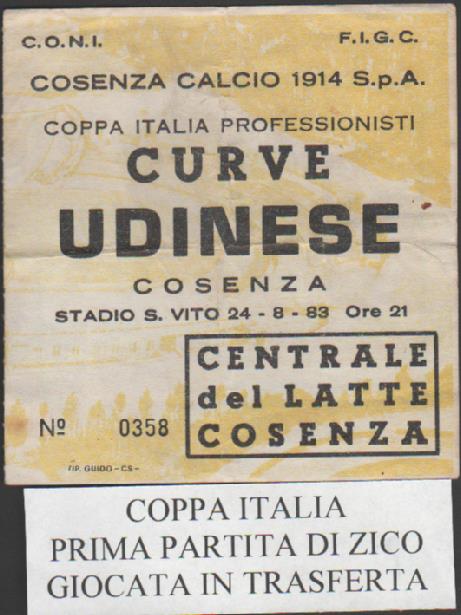 C.O.N.I. F.I.G.C.
COSENZA CALCIO 1914 S.p.A.
COPPA ITALIA PROFESSIONISTI
CURVE
UDINESE
COSENZA
STADIO S. VITO 24 - 8 - 83 Ore 21
CENTRALE
del LATTE
COSENZA
Nº 0358
TIP. GUIDO - CS -
COPPA ITALIA
PRIMA PARTITA DI ZICO
GIOCATA IN TRASFERTA